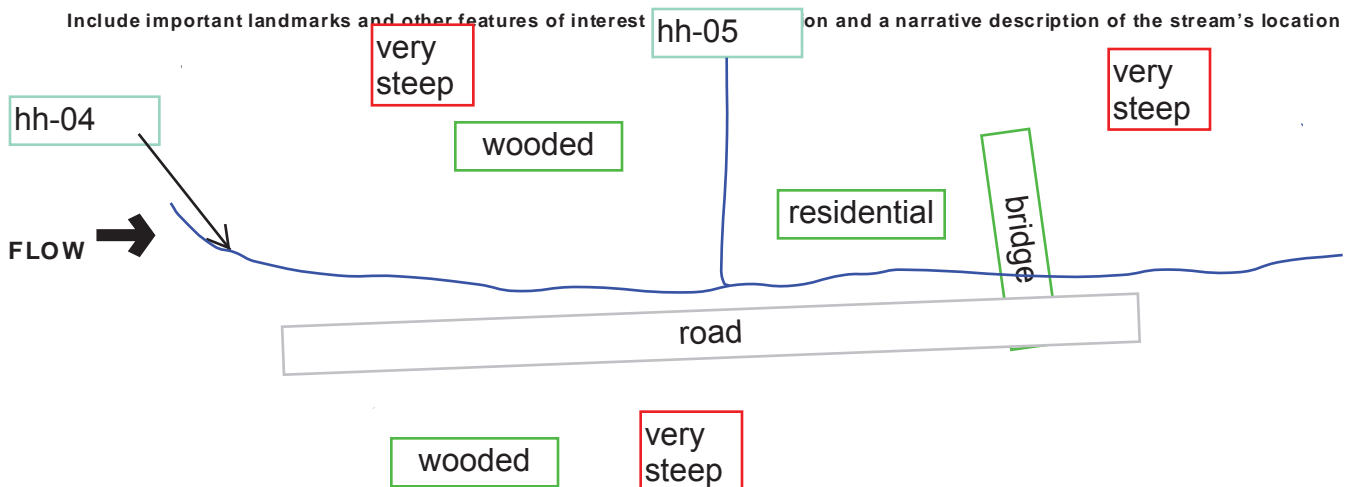 Include important landmarks and other features of interest on and a narrative description of the stream's location
hh-05
very
steep
very
steep
hh-04
wooded
residential
bridge
FLOW
road
wooded
very
steep